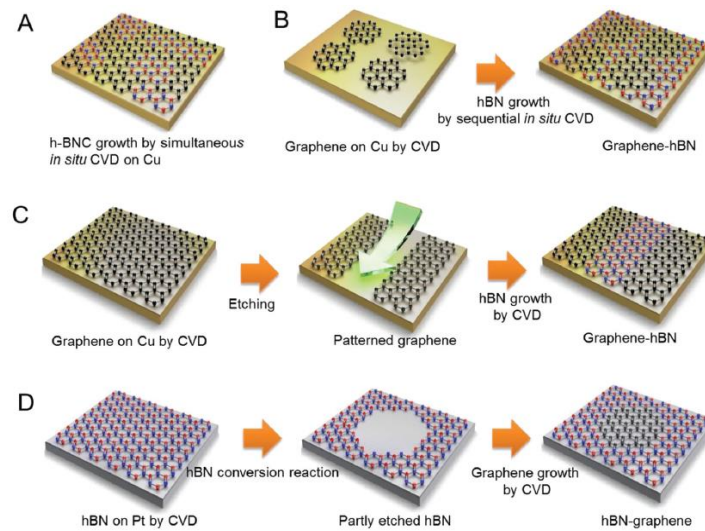 A
h-BNC growth by simultaneous
in situ CVD on Cu
B
Graphene on Cu by CVD
hBN growth
by sequential in situ CVD
Graphene-hBN
C
Graphene on Cu by CVD
Etching
Patterned graphene
hBN growth
by CVD
Graphene-hBN
D
hBN on Pt by CVD
hBN conversion reaction
Partly etched hBN
Graphene growth
by CVD
hBN-graphene